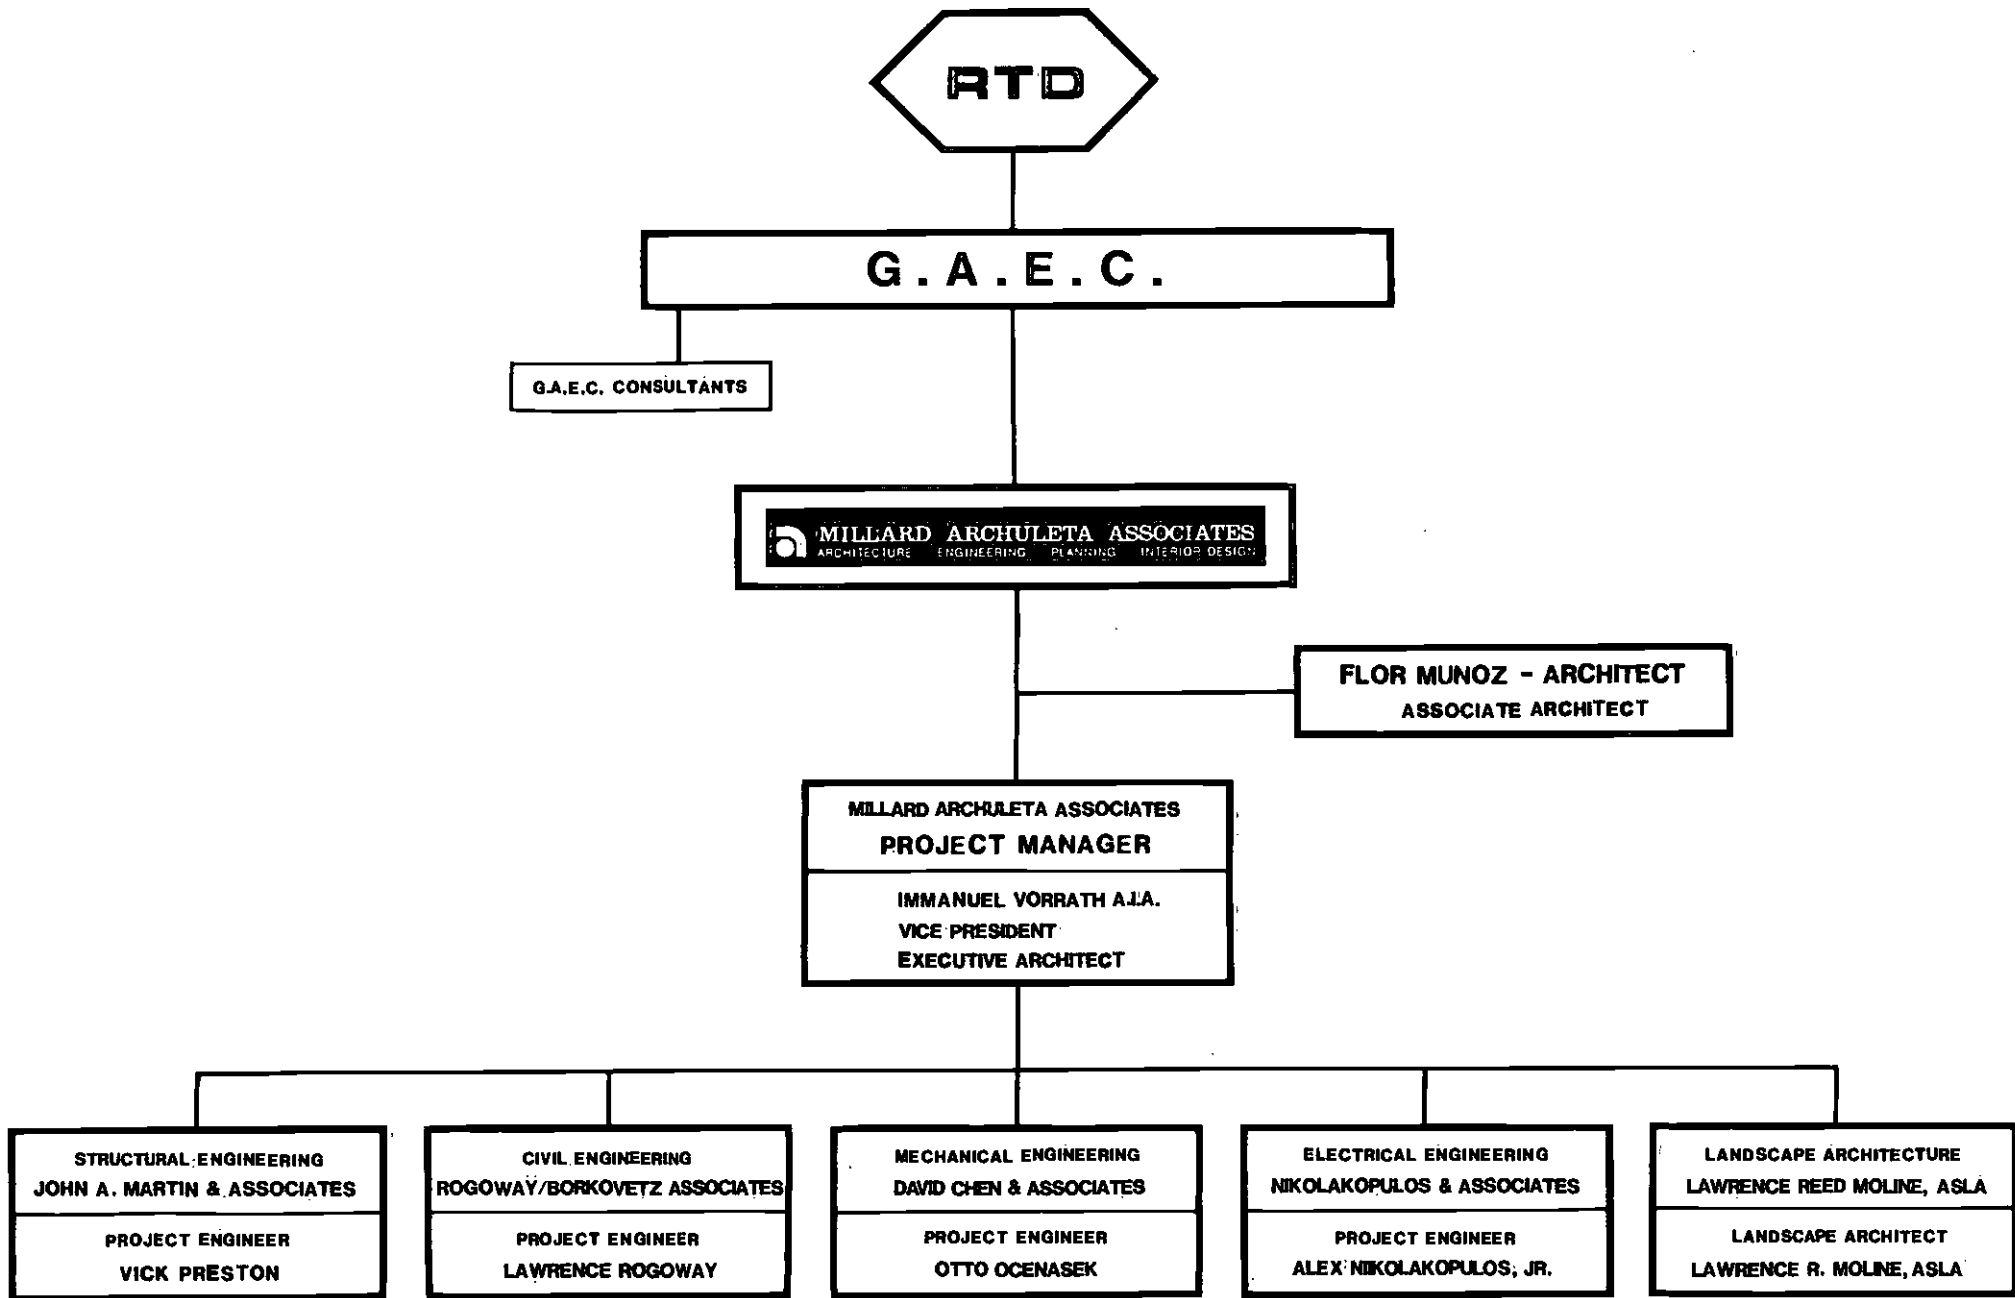 RTD
G.A.E.C.
G.A.E.C. CONSULTANTS
MILLARD ARCHULETA ASSOCIATES
ARCHITECTURE ENGINEERING PLANNING INTERIOR DESIGN
FLOR MUNOZ - ARCHITECT
ASSOCIATE ARCHITECT
MILLARD ARCHULETA ASSOCIATES
PROJECT MANAGER
IMMANUEL VORRATH A.I.A.
VICE PRESIDENT
EXECUTIVE ARCHITECT
STRUCTURAL ENGINEERING
JOHN A. MARTIN & ASSOCIATES
PROJECT ENGINEER
VICK PRESTON
CIVIL ENGINEERING
ROGOWAY/BORKOVETZ ASSOCIATES
PROJECT ENGINEER
LAWRENCE ROGOWAY
MECHANICAL ENGINEERING
DAVID CHEN & ASSOCIATES
PROJECT ENGINEER
OTTO OCENASEK
ELECTRICAL ENGINEERING
NIKOLAKOPULOS & ASSOCIATES
PROJECT ENGINEER
ALEX NIKOLAKOPULOS, JR.
LANDSCAPE ARCHITECTURE
LAWRENCE REED MOLINE, ASLA
LANDSCAPE ARCHITECT
LAWRENCE R. MOLINE, ASLA